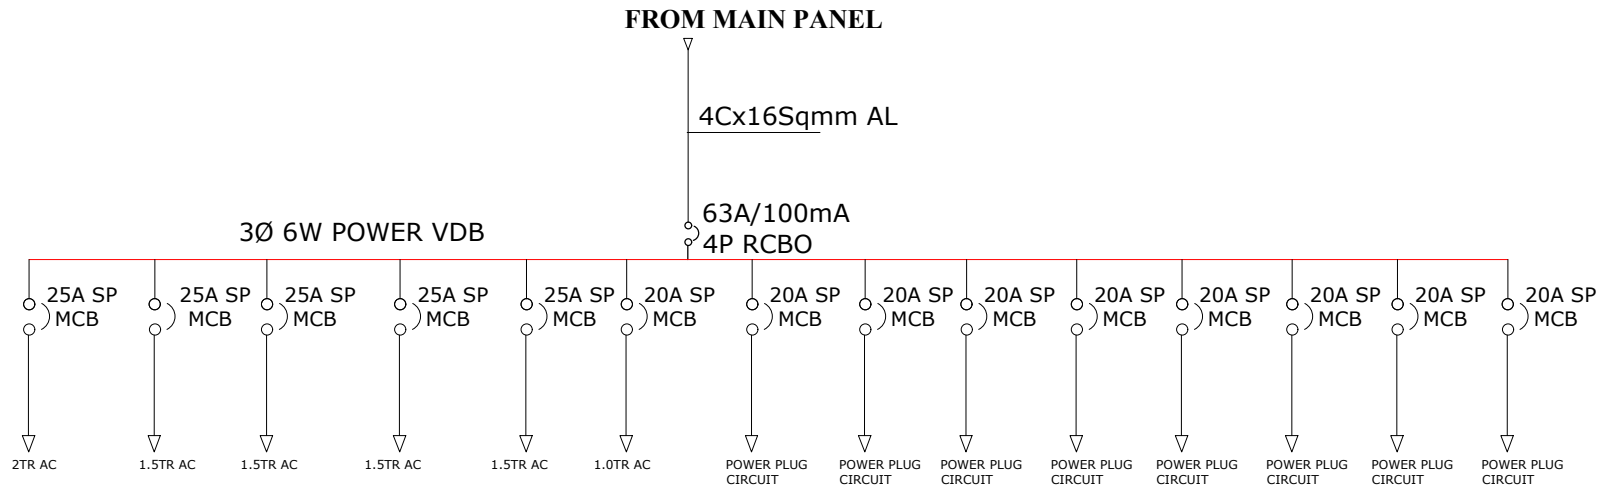 FROM MAIN PANEL
4Cx16Sqmm AL
63A/100mA
4P RCBO
3Ø 6W POWER VDB
25A SP
MCB
25A SP
MCB
25A SP
MCB
25A SP
MCB
25A SP
MCB
20A SP
MCB
20A SP
MCB
20A SP
MCB
20A SP
MCB
20A SP
MCB
20A SP
MCB
20A SP
MCB
20A SP
MCB
20A SP
MCB
2TR AC
1.5TR AC
1.5TR AC
1.5TR AC
1.5TR AC
1.0TR AC
POWER PLUG
CIRCUIT
POWER PLUG
CIRCUIT
POWER PLUG
CIRCUIT
POWER PLUG
CIRCUIT
POWER PLUG
CIRCUIT
POWER PLUG
CIRCUIT
POWER PLUG
CIRCUIT
POWER PLUG
CIRCUIT